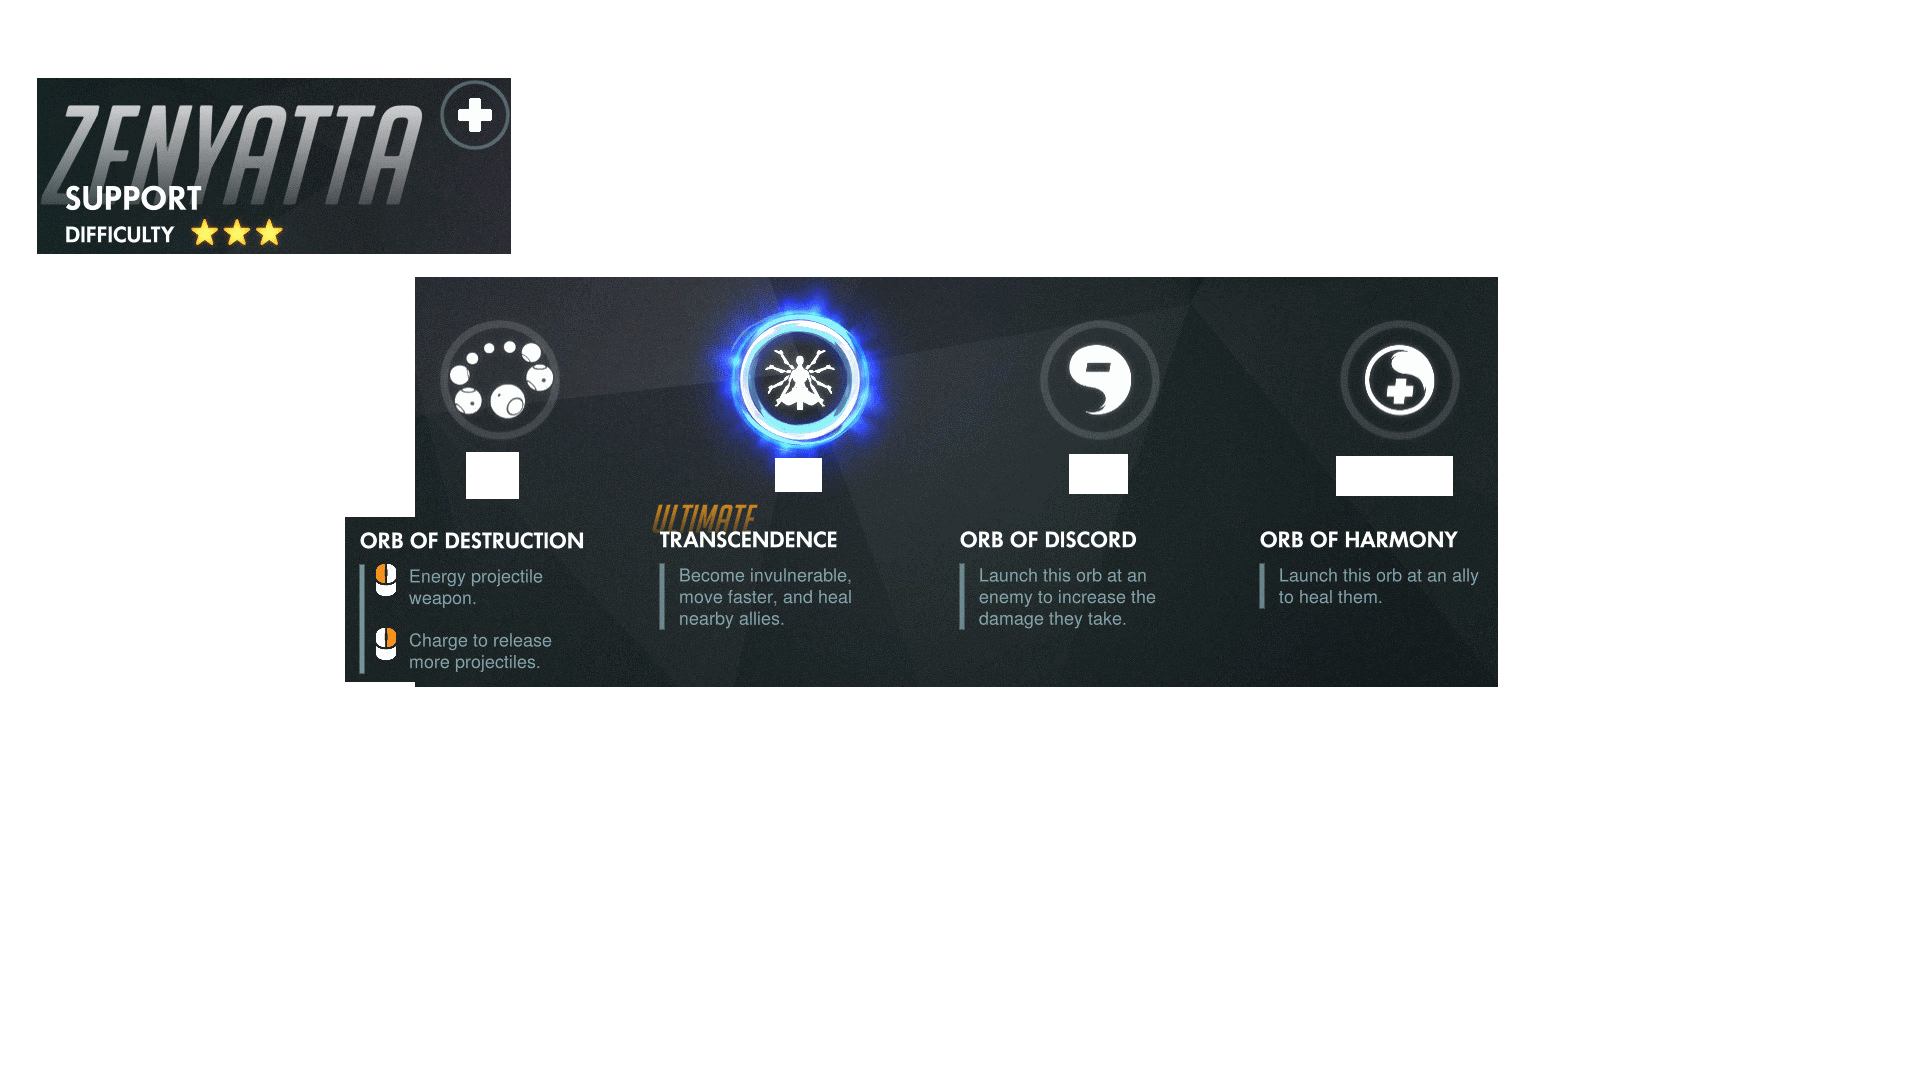 ZENYATTA
SUPPORT
DIFFICULTY
ULTIMATE
ORB OF DESTRUCTION
Energy projectile
weapon.
Charge to release
more projectiles.
TRANSCENDENCE
Become invulnerable,
move faster, and heal
nearby allies.
ORB OF DISCORD
Launch this orb at an
enemy to increase the
damage they take.
ORB OF HARMONY
Launch this orb at an ally
to heal them.